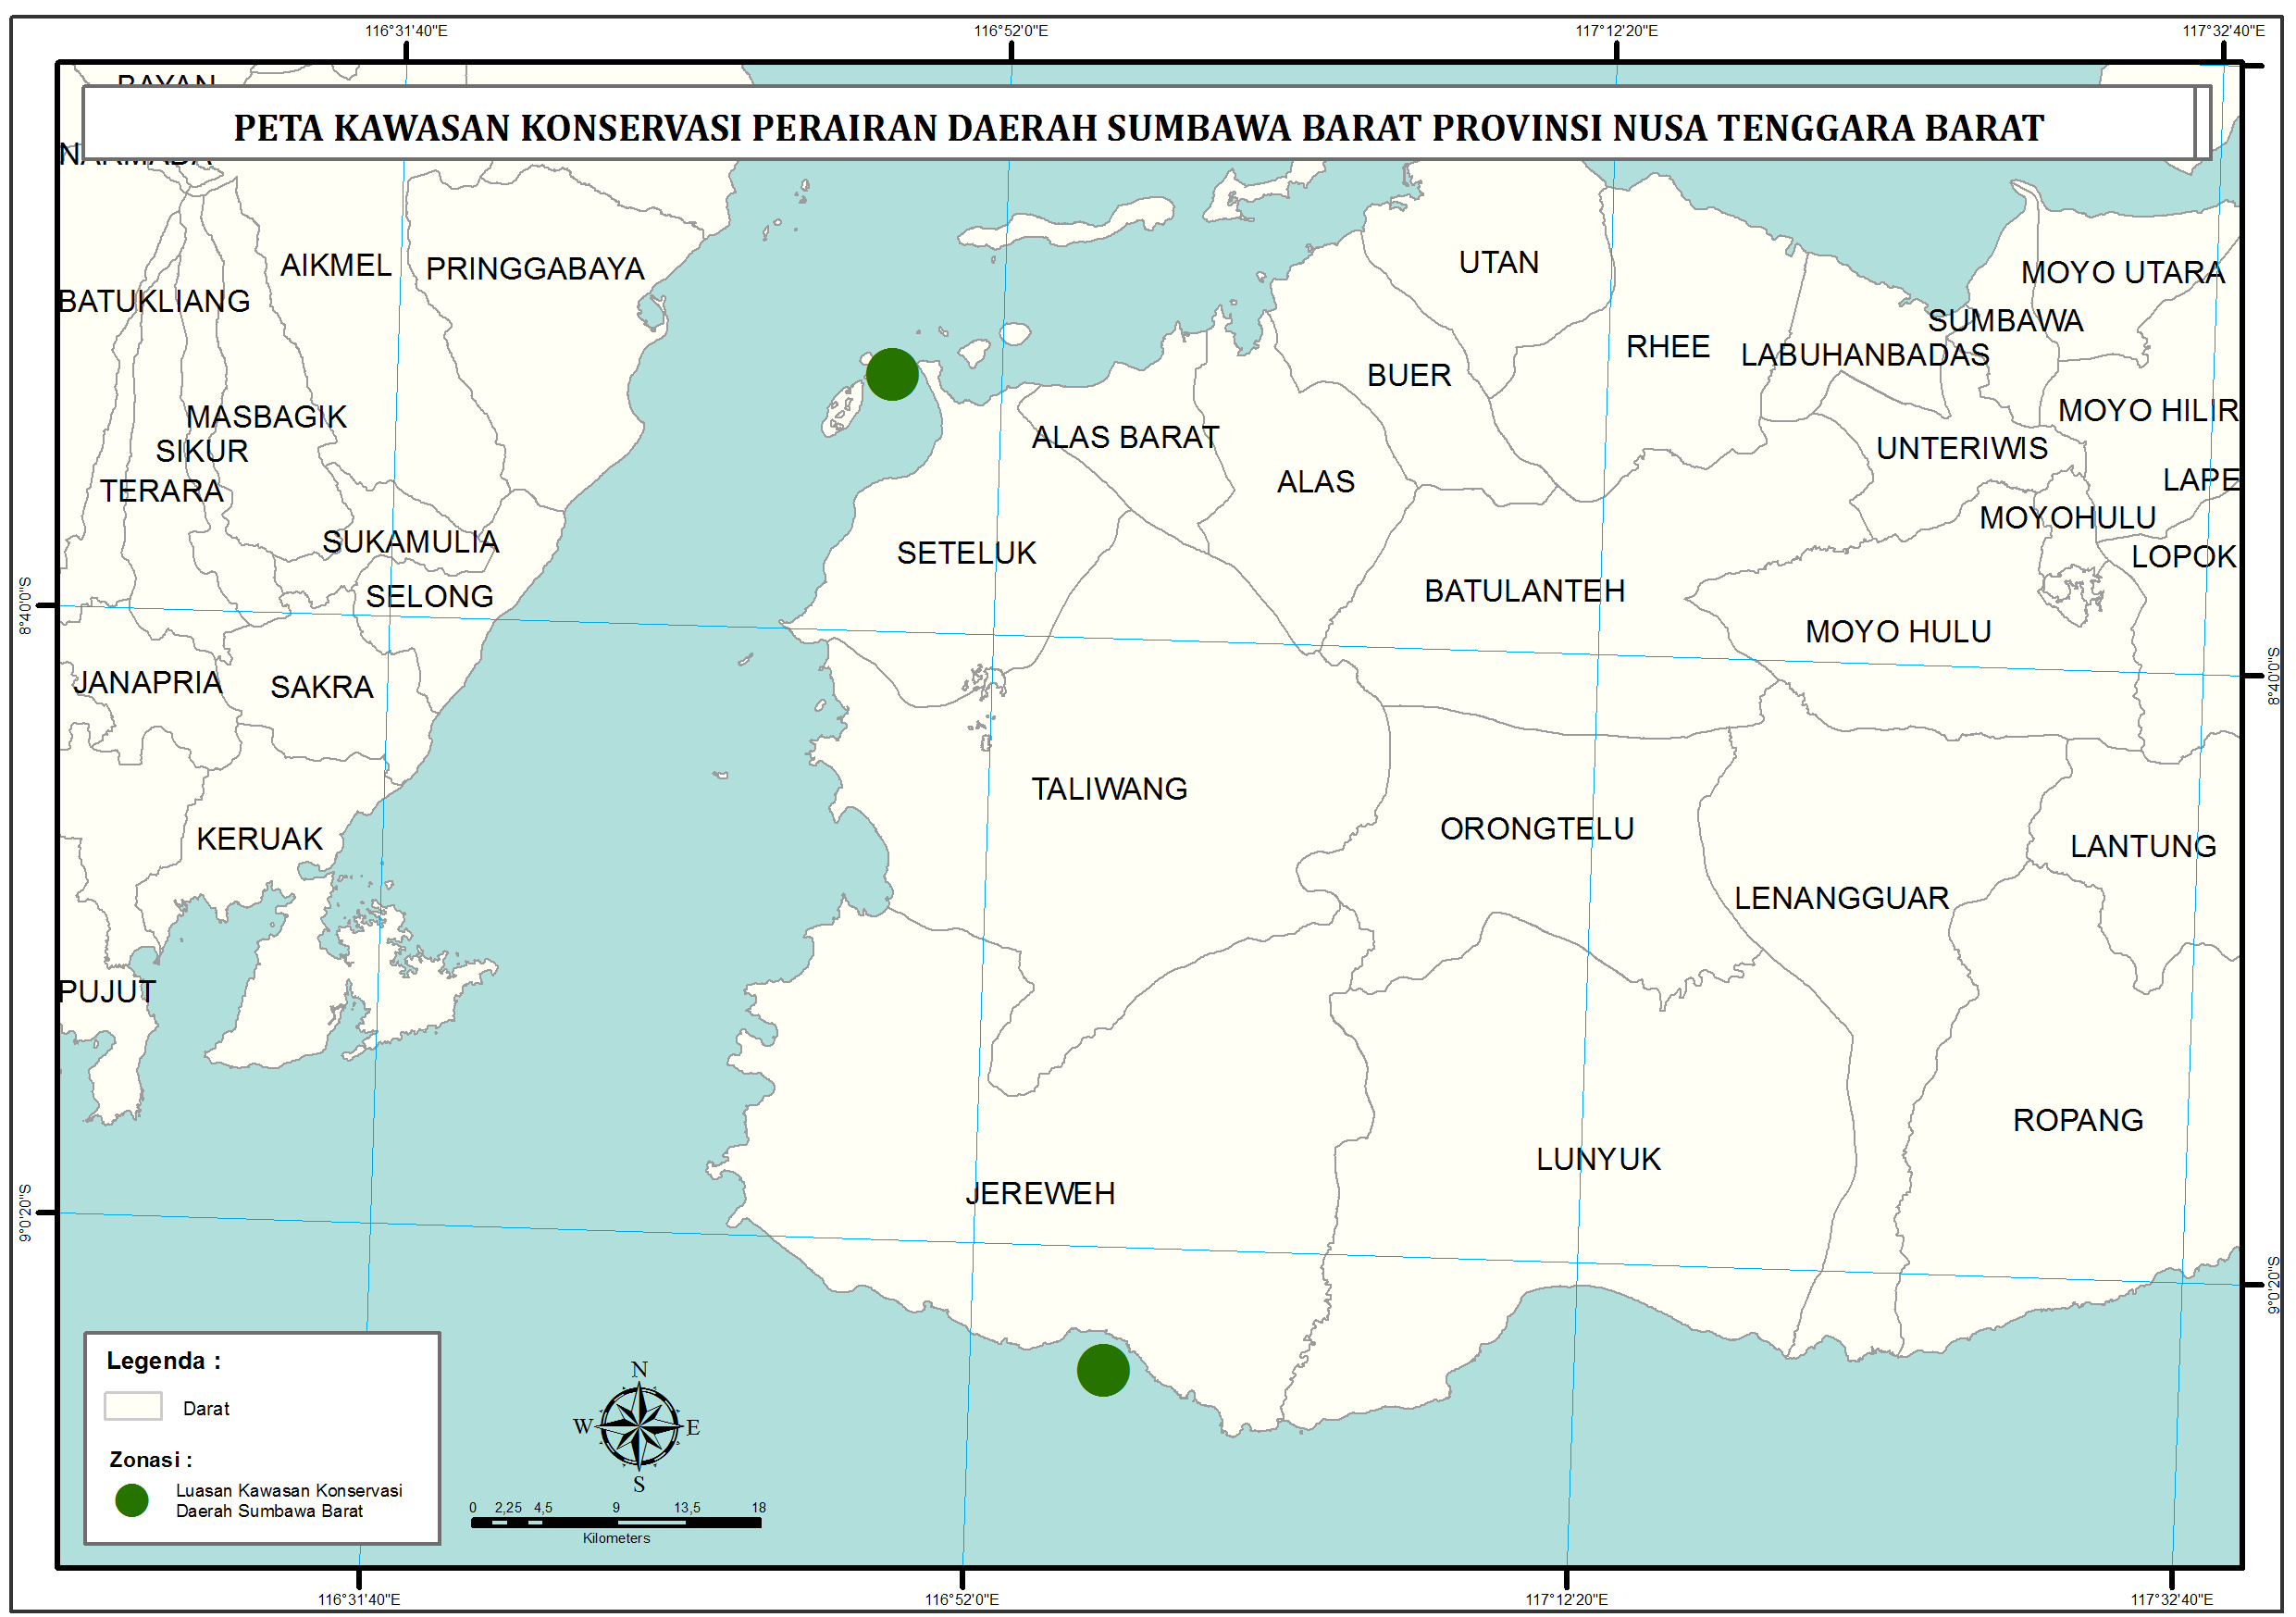 116°31'40"E 116°52'0"E 117°12'20"E 117°32'40"E
BAYAN
PETA KAWASAN KONSERVASI PERAIRAN DAERAH SUMBAWA BARAT PROVINSI NUSA TENGGARA BARAT
NARMADA
UTAN
AIKMEL
PRINGGABAYA
MOYO UTARA
BATUKLIANG
SUMBAWA
RHEE
LABUHANBADAS
BUER
MOYO HILIR
MASBAGIK
ALAS BARAT
SIKUR
UNTERIWIS
ALAS
LAPE
TERARA
MOYOHULU
SUKAMULIA
SETELUK
LOPOK
SELONG
BATULANTEH
8°40'0"S
MOYO HULU
8°40'0"S
JANAPRIA
SAKRA
TALIWANG
ORONGTELU
KERUAK
LANTUNG
LENANGGUAR
PUJUT
ROPANG
LUNYUK
JEREWEH
9°0'20"S
9°0'20"S
Legenda :
Darat
Zonasi :
Luasan Kawasan Konservasi
Daerah Sumbawa Barat
N
W E
S
0 2,25 4,5 9 13,5 18
Kilometers
116°31'40"E 116°52'0"E 117°12'20"E 117°32'40"E